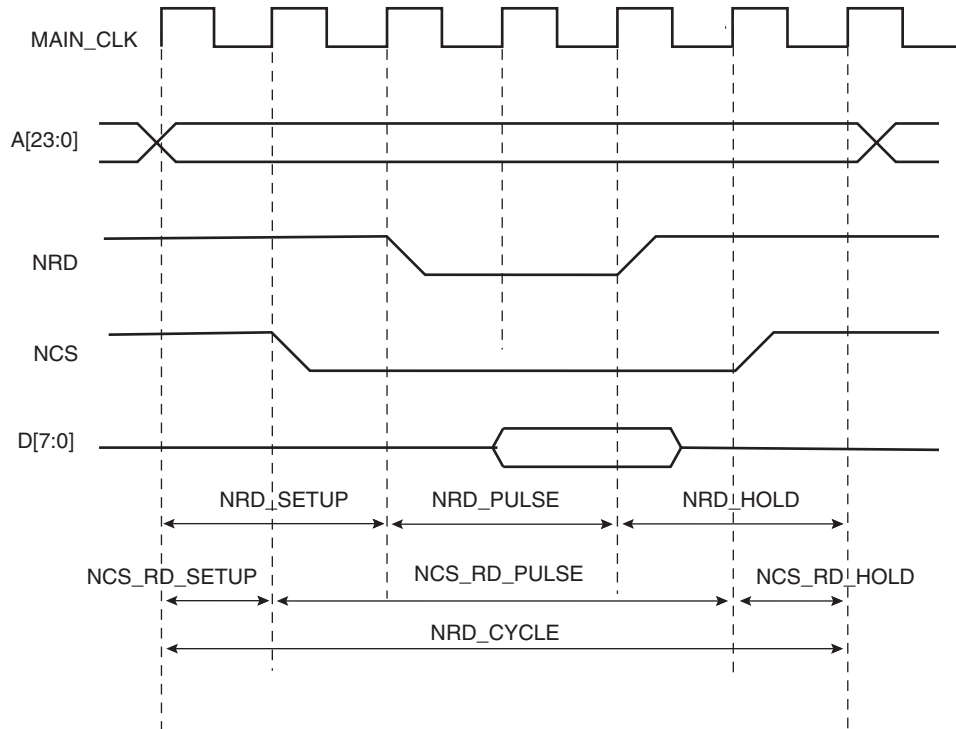 MAIN_CLK
A[23:0]
NRD
NCS
D[7:0]
NRD_SETUP NRD_PULSE NRD_HOLD
NCS_RD_SETUP NCS_RD_PULSE NCS_RD_HOLD
NRD_CYCLE